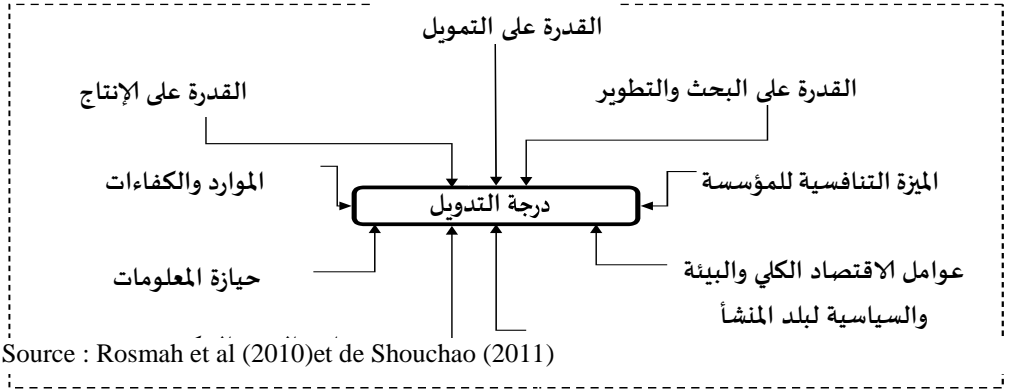 القدرة على التمويل
القدرة على البحث والتطوير
القدرة على الإنتاج
الميزة التنافسية للمؤسسة
الموارد والكفاءات
درجة التدويل
عوامل الاقتصاد الكلي والبيئة
والسياسية لبلد المنشأ
حيازة المعلومات
Source : Rosmah et al (2010)et de Shouchao (2011)